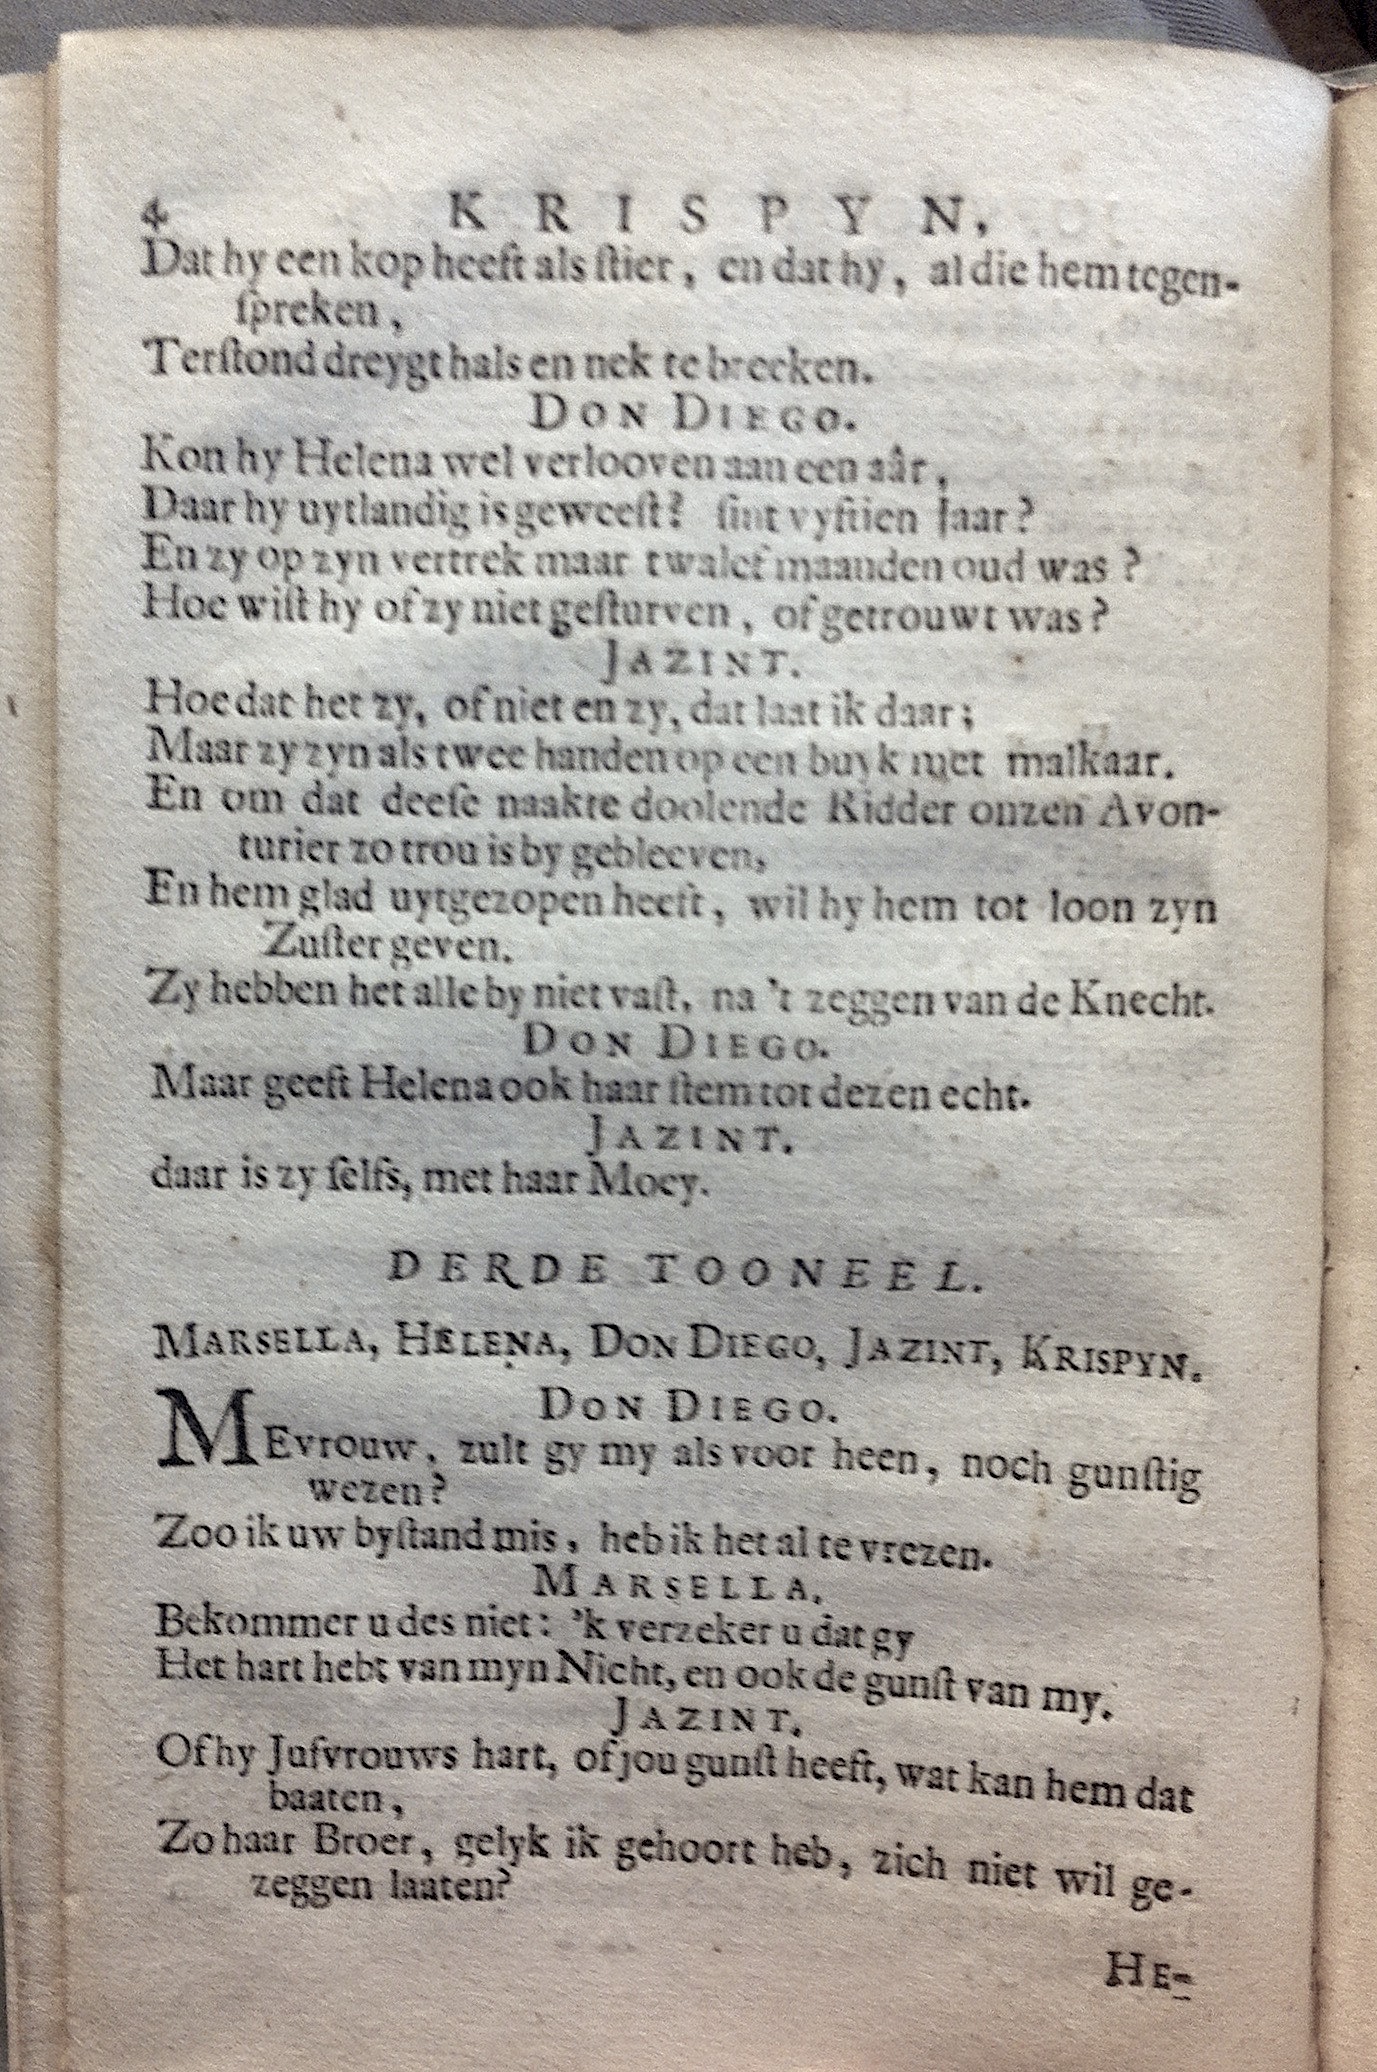 4 KRISPYN,
Dat hy een kop heeft als ſtier, en dat hy, al die hem tegen-
ſpreken,
Terſtond dreygt hals en nek te breeken.
DON DIEGO.
Kon hy Helena wel verlooven aan een aâr,
Daar hy uytlandig is geweeſt? ſint vyftien Jaar?
En zy op zyn vertrek maar twalef maanden oud was?
Hoe wiſt hy of zy niet geſturven, of getrouwt was?
JAZINT.
Hoe dat het zy, of niet en zy, dat laat ik daar;
Maar zy zyn als twee handen op een buyk met malkaar.
En om dat deeſe naakte doolende Ridder onzen Avon-
turier zo trou is by gebleeven,
En hem glad uytgezopen heeft, wil hy hem tot loon zyn
Zuſter geven.
Zy hebben het alle by niet vaſt, na 't zeggen van de Knecht.
DON DIEGO.
Maar geeft Helena ook haar ſtem tot dezen echt.
JAZINT.
daar is zy ſelfs, met haar Moey.
DERDE TOONEEL.
MARSELLA, HELENA, DON DIEGO, JAZINT, KRISPYN.
DON DIEGO.
MEvrouw, zult gy my als voor heen, noch gunſtig
wezen?
Zoo ik uw byſtand mis, heb ik het al te vrezen.
MARSELLA.
Bekommer u des niet: 'k verzeker u dat gy
Het hart hebt van myn Nicht, en ook de gunſt van my.
JAZINT.
Of hy Jufvrouws hart, of jou gunſt heeft, wat kan hem dat
baaten,
Zo haar Broer, gelyk ik gehoort heb, zich niet wil ge-
zeggen laaten?
HE-